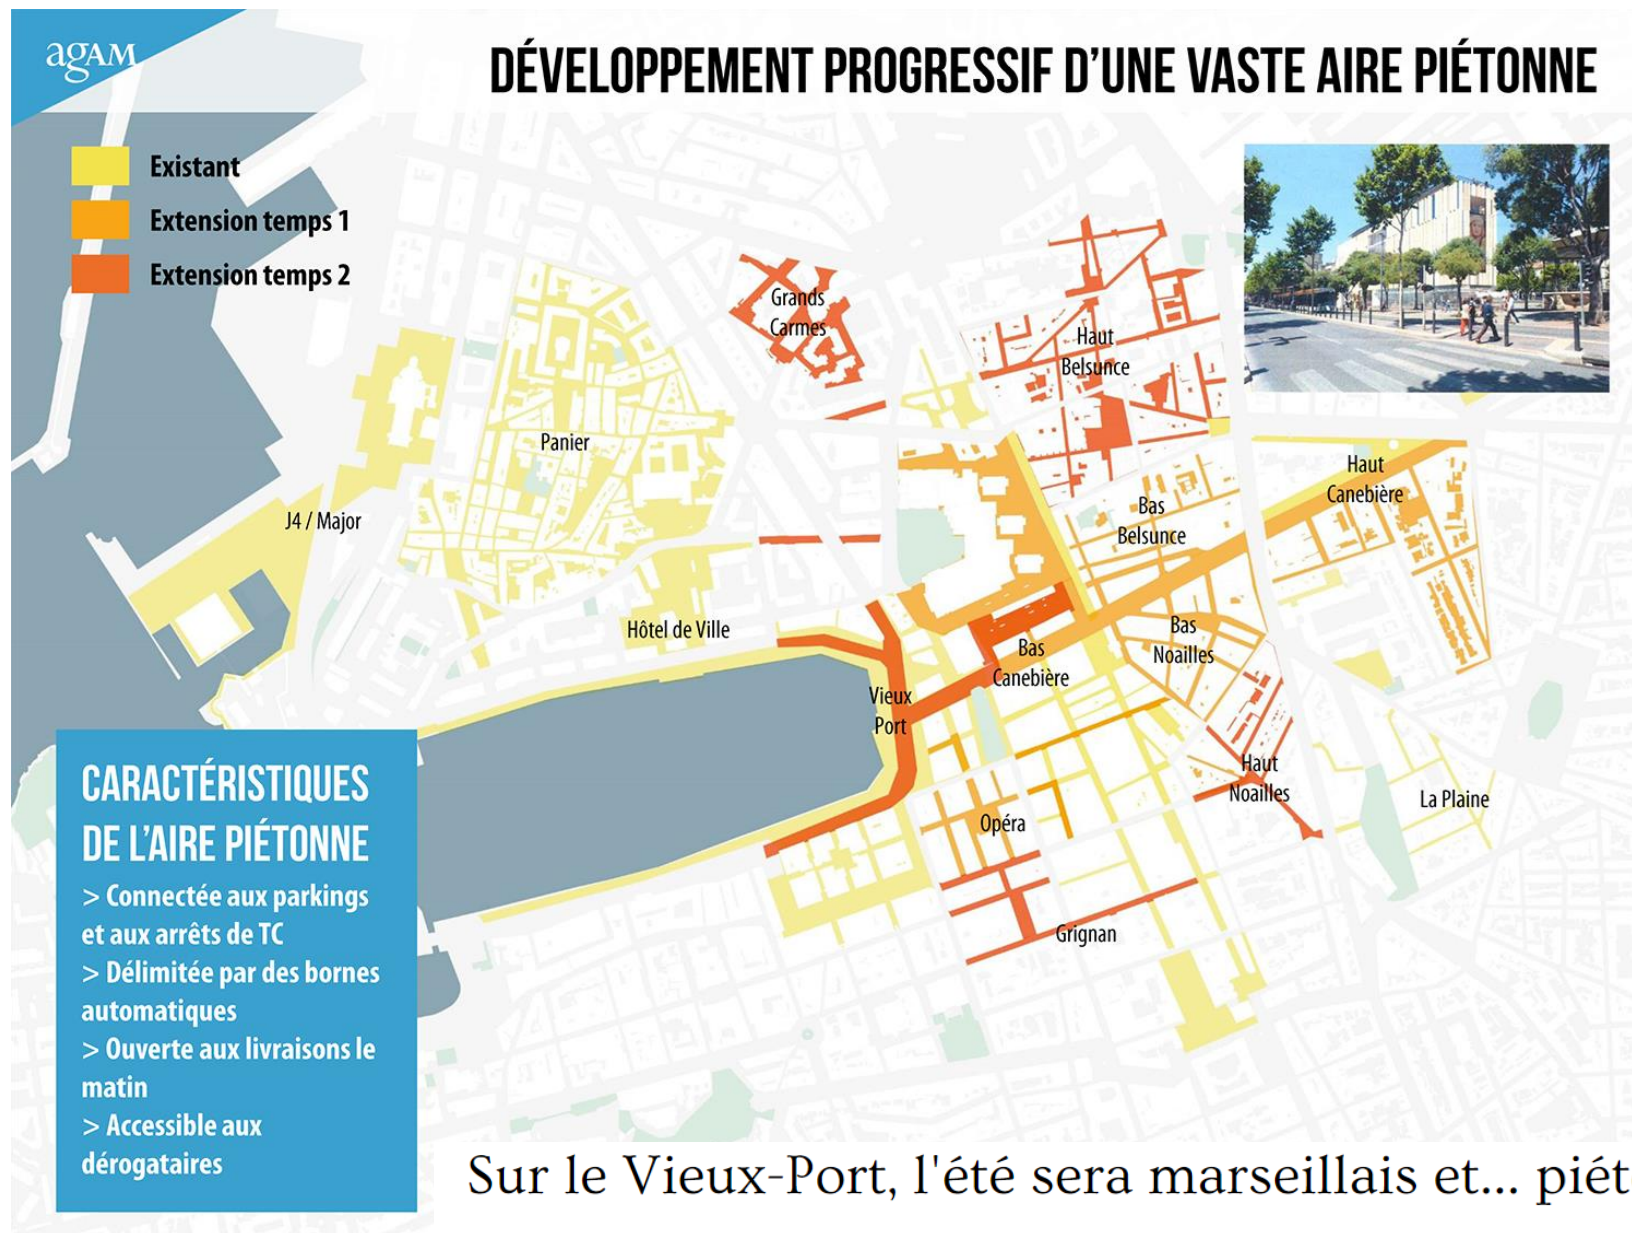 agAM
DÉVELOPPEMENT PROGRESSIF D'UNE VASTE AIRE PIÉTONNE
Existant
Extension temps 1
Extension temps 2
Grands
Carmes
Haut
Belsunce
Panier
Haut
Canebière
J4 / Major
Bas
Belsunce
Hôtel de Ville
Bas
Noailles
Bas
Canebière
Vieux
Port
Haut
Noailles
La Plaine
Opéra
Grignan
CARACTÉRISTIQUES
DE L'AIRE PIÉTONNE
> Connectée aux parkings
et aux arrêts de TC
> Délimitée par des bornes
automatiques
> Ouverte aux livraisons le
matin
> Accessible aux
dérogataires
Sur le Vieux-Port, l'été sera marseillais et... piét